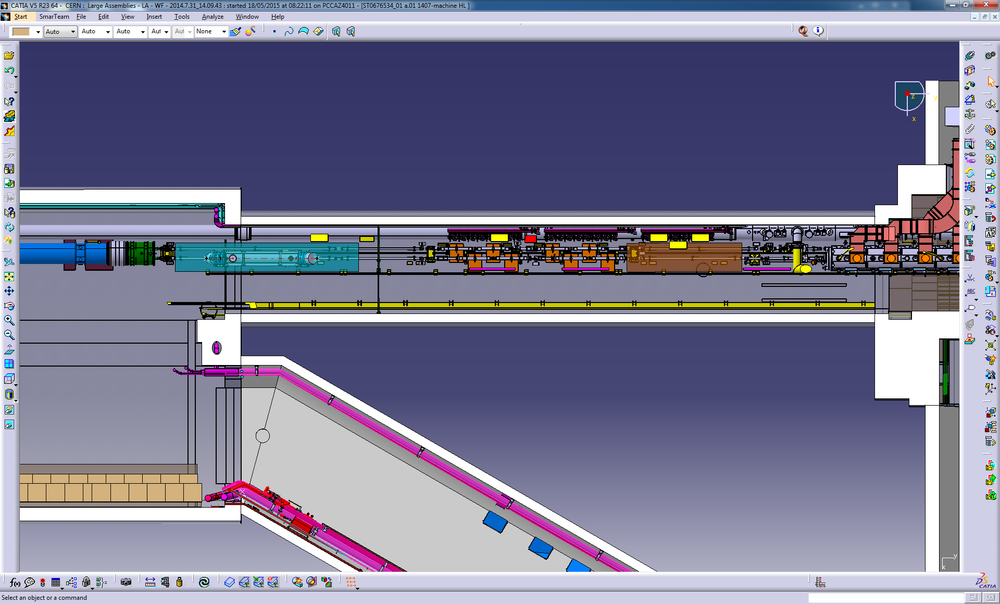 CATIA V5 R23 64 - CERN : Large Assemblies - LA - WF - 2014.7.31_14.09.43 : started 18/05/2015 at 08:22:11 on PCCAZ4011 - [ST0676534_01 a.01 1407-machine HL ]
Start SmarTeam File Edit View Insert Tools Analyze Window Help
Auto Auto Auto Aut Aut None
z
y
x
ABC
y
x
f(x)
CATIA
Select an object or a command